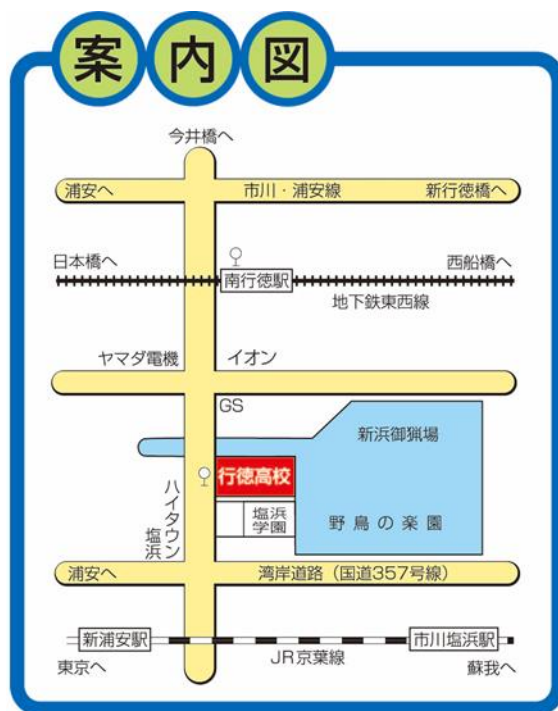 案内図
今井橋へ
浦安へ 市川・浦安線 新行徳橋へ
日本橋へ 西船橋へ
南行徳駅
地下鉄東西線
ヤマダ電機 イオン
GS
新浜御猟場
行徳高校
塩浜
学園
野鳥の楽園
ハイタウン
塩浜
浦安へ 湾岸道路（国道357号線）
新浦安駅 市川塩浜駅
JR京葉線
東京へ 蘇我へ